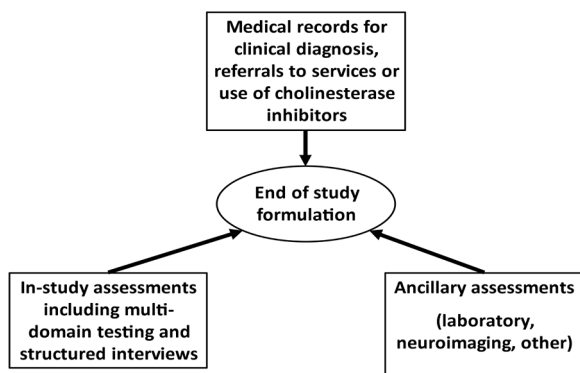 Medical records for
clinical diagnosis,
referrals to services or
use of cholinesterase
inhibitors
End of study
formulation
In-study assessments
including multi-
domain testing and
structured interviews
Ancillary assessments
(laboratory,
neuroimaging, other)